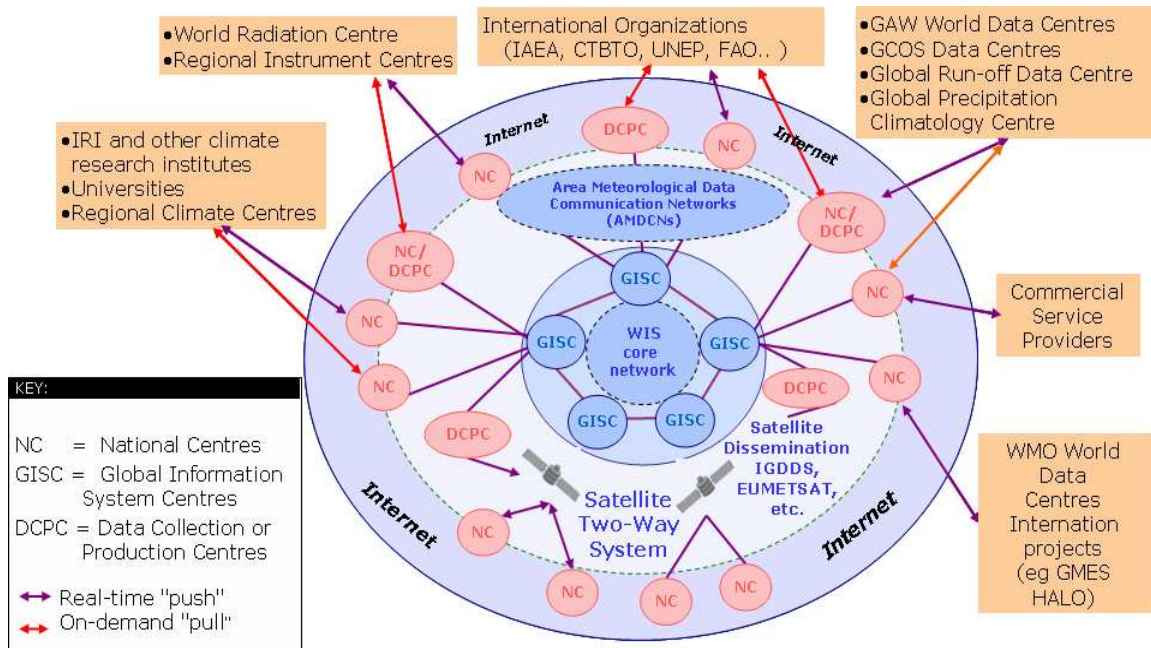 ●World Radiation Centre
●Regional Instrument Centres
International Organizations
(IAEA, CTBTO, UNEP, FAO.. )
●GAW World Data Centres
●GCOS Data Centres
●Global Run-off Data Centre
●Global Precipitation
Climatology Centre
●IRI and other climate
research institutes
●Universities
●Regional Climate Centres
Internet
Internet
DCPC
NC
NC
Area Meteorological Data
Communication Networks
(AMDCNs)
NC/
DCPC
NC/
DCPC
GISC
NC
NC
GISC
WIS
core
network
GISC
Commercial
Service
Providers
NC
DCPC
NC
GISC
GISC
DCPC
Satellite
Dissemination
IGDDS,
EUMETSAT,
etc.
Satellite
Two-Way
System
Internet
Internet
NC
NC
NC
NC
WMO World
Data
Centres
Internation
projects
(eg GMES
HALO)
KEY:
NC = National Centres
GISC = Global Information
System Centres
DCPC = Data Collection or
Production Centres
Real-time "push"
On-demand "pull"